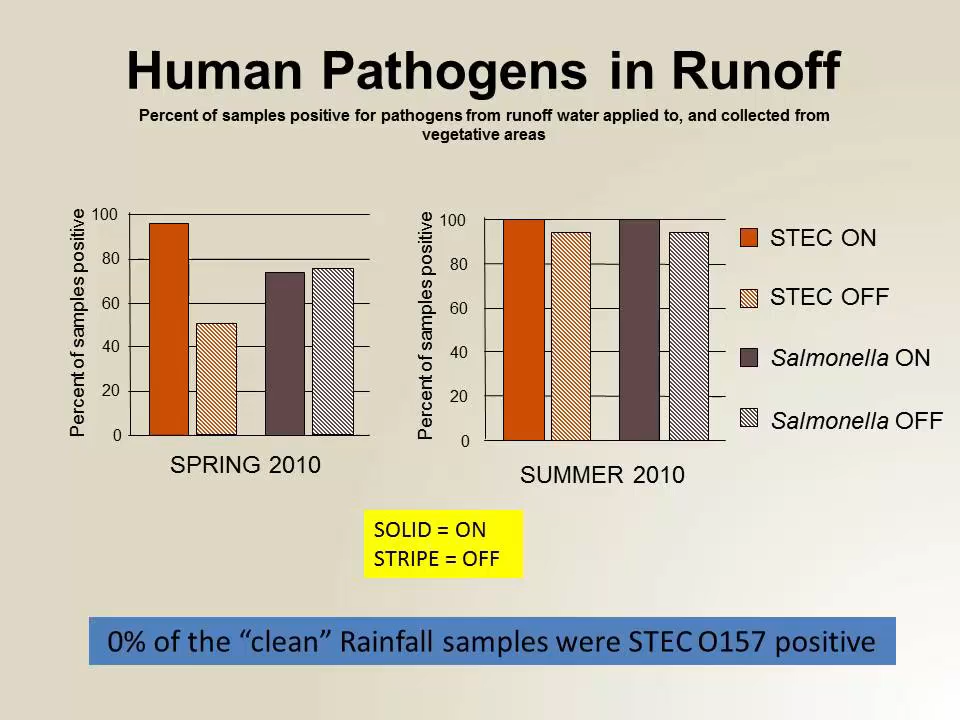 Human Pathogens in Runoff
Percent of samples positive for pathogens from runoff water applied to, and collected from
vegetative areas
Percent of samples positive
100
80
60
40
20
0
SPRING 2010
Percent of samples positive
100
80
60
40
20
0
SUMMER 2010
STEC ON
STEC OFF
Salmonella ON
Salmonella OFF
SOLID = ON
STRIPE = OFF
0% of the “clean” Rainfall samples were STEC O157 positive